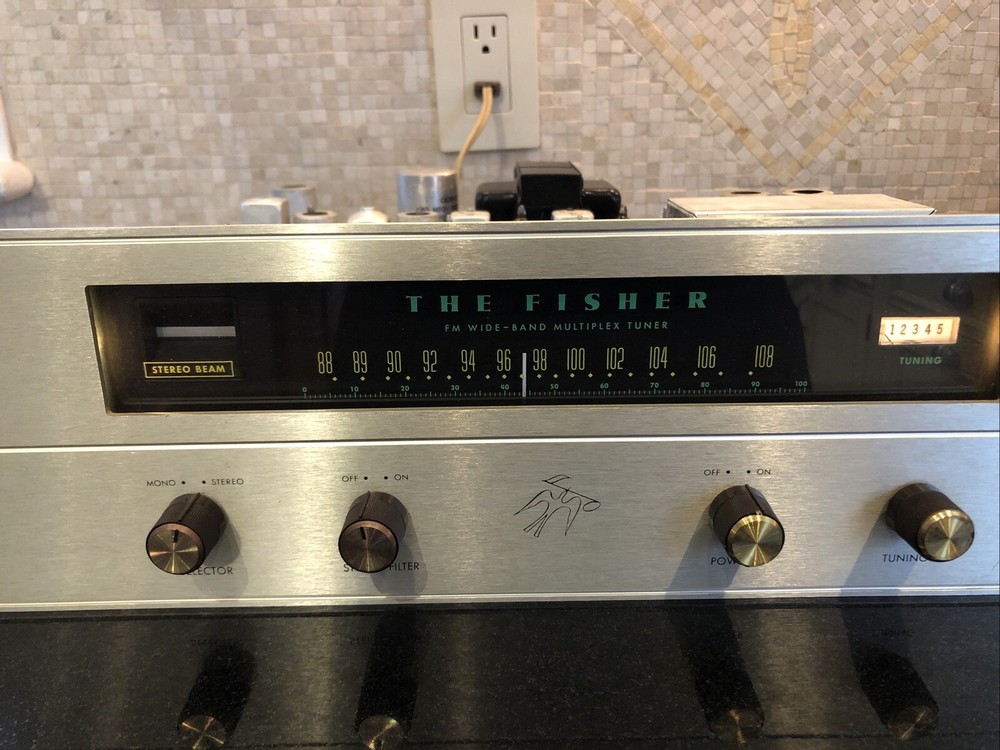 THE FISHER
FM WIDE-BAND MULTIPLEX TUNER
12345
TUNING
STEREO BEAM
88 89 90 92 94 96 98 100 102 104 106 108
0 10 20 30 40 60 70 80 90 100
MONO • • STEREO
OFF • • ON
FILTER
OFF • • ON
TUNING